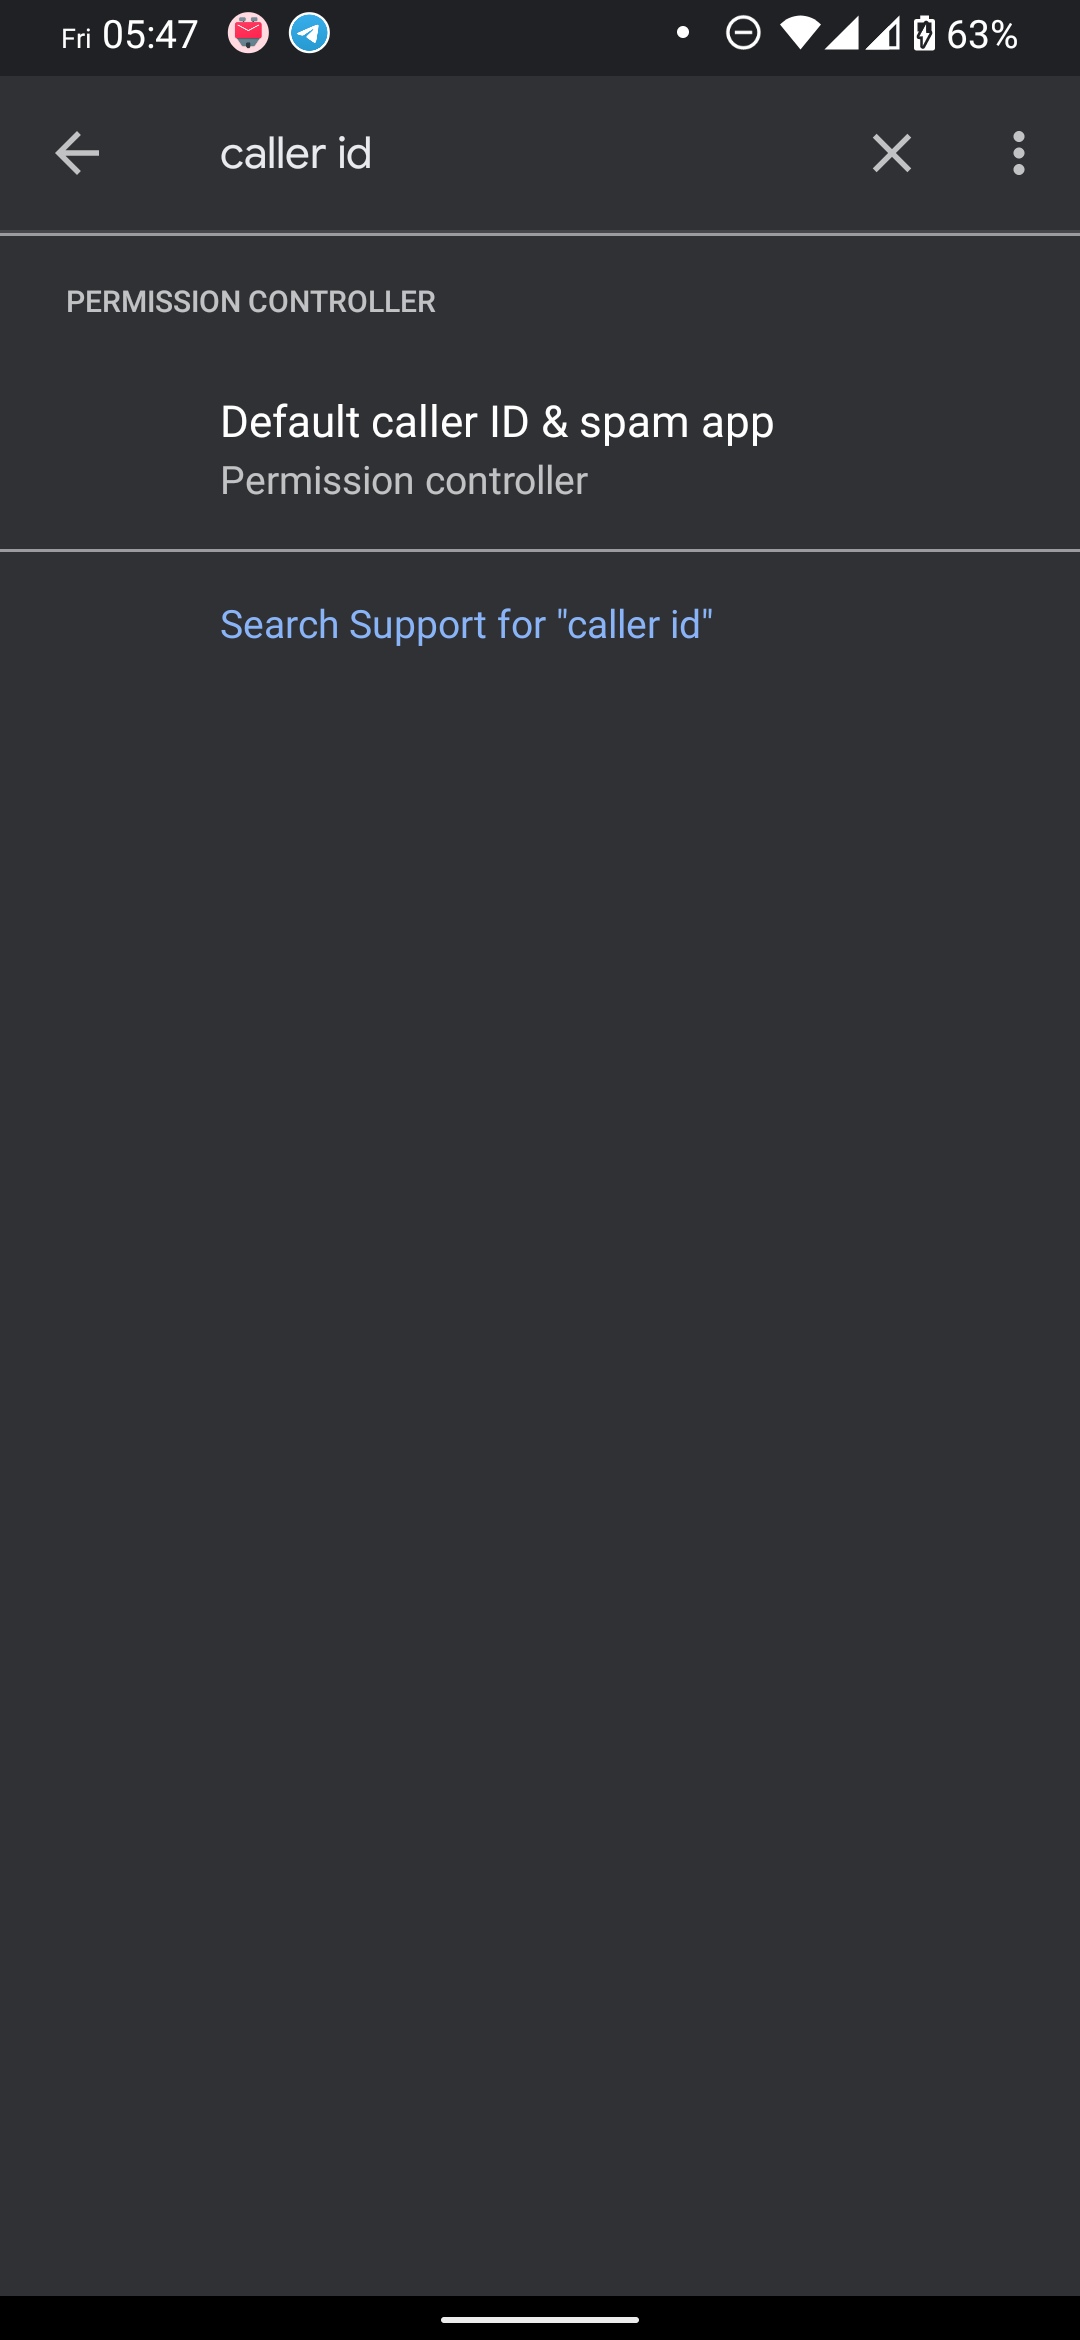 Fri 05:47 63%
caller id
PERMISSION CONTROLLER
Default caller ID & spam app
Permission controller
Search Support for "caller id"